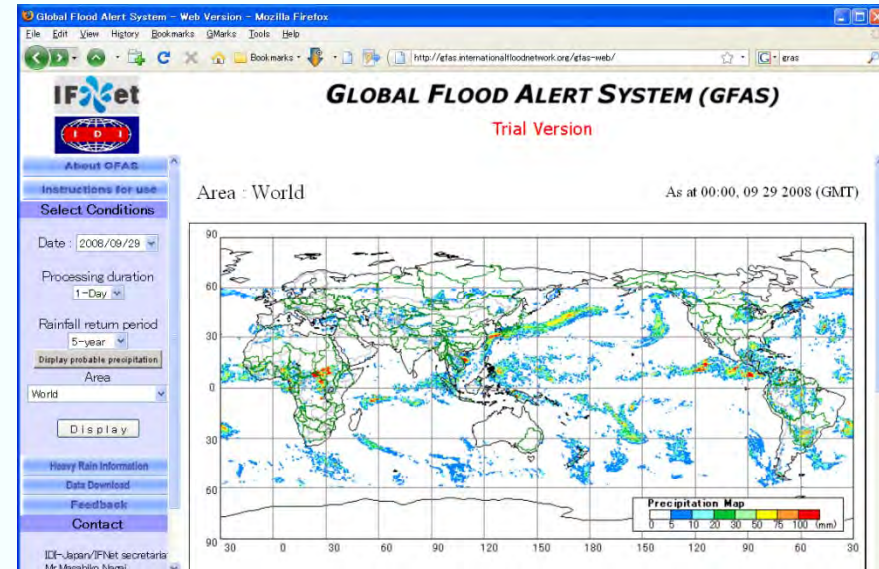 Global Flood Alert System - Web Version - Mozilla Firefox
File Edit View History Bookmarks GMarks Tools Help
Bookmarks
http://gfas.internationalfloodnetwork.org/gfas-web/
IFNet
GLOBAL FLOOD ALERT SYSTEM (GFAS)
IDI
Trial Version
About GFAS
Instructions for use
Select Conditions
Area : World
As at 00:00, 09 29 2008 (GMT)
Date : 2008/09/29
Processing duration
1-Day
Rainfall return period
5-year
Display probable precipitation
Area
World
Display
Heavy Rain Information
Data Download
Feedback
Contact
IDI-Japan/IFNet secretaria
Mr Masahiko Nagai
90
60
30
0
30
60
90
30 0 30 60 90 120 150 180 150 120 90 60 30
Precipitation Map
0 5 10 20 30 50 75 100 (mm)